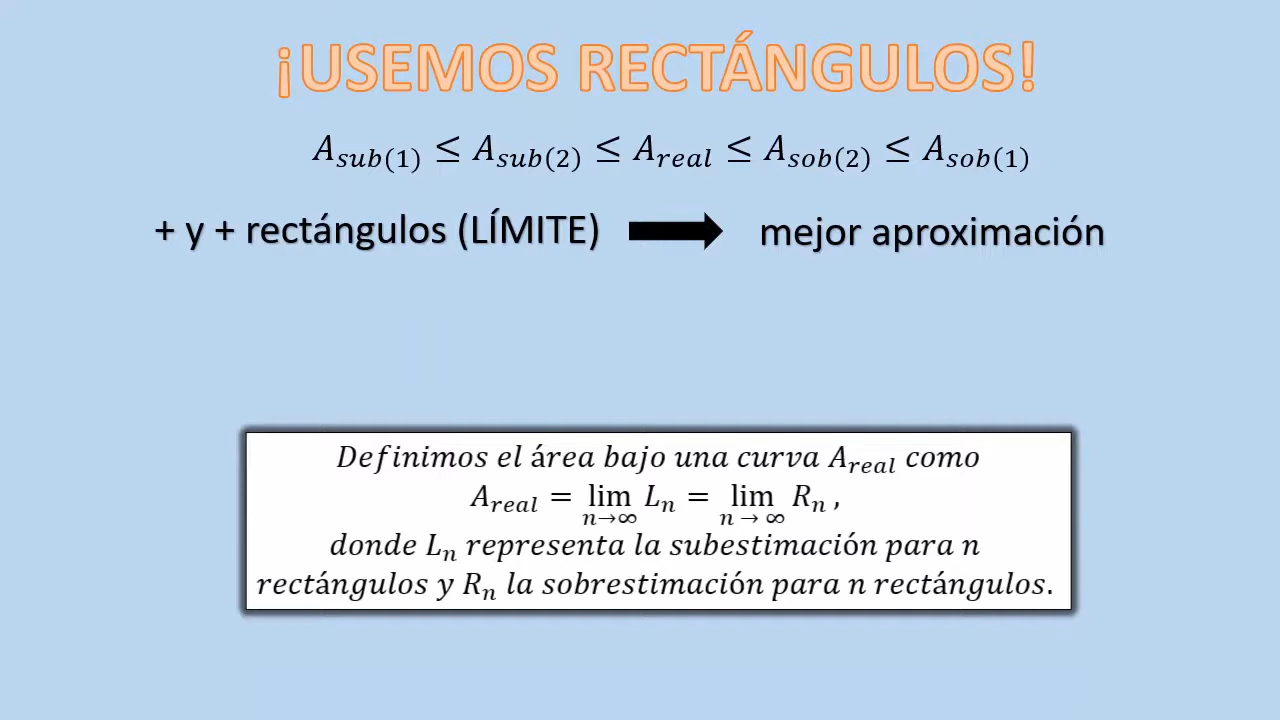 ¡USEMOS RECTÁNGULOS!
A_{sub(1)} ≤ A_{sub(2)} ≤ A_{real} ≤ A_{sob(2)} ≤ A_{sob(1)}
+ y + rectángulos (LÍMITE) ➡ mejor aproximación
Definimos el área bajo una curva A_{real} como
A_{real} = lim_{n→∞} L_n = lim_{n→∞} R_n ,
donde L_n representa la subestimación para n
rectángulos y R_n la sobrestimación para n rectángulos.